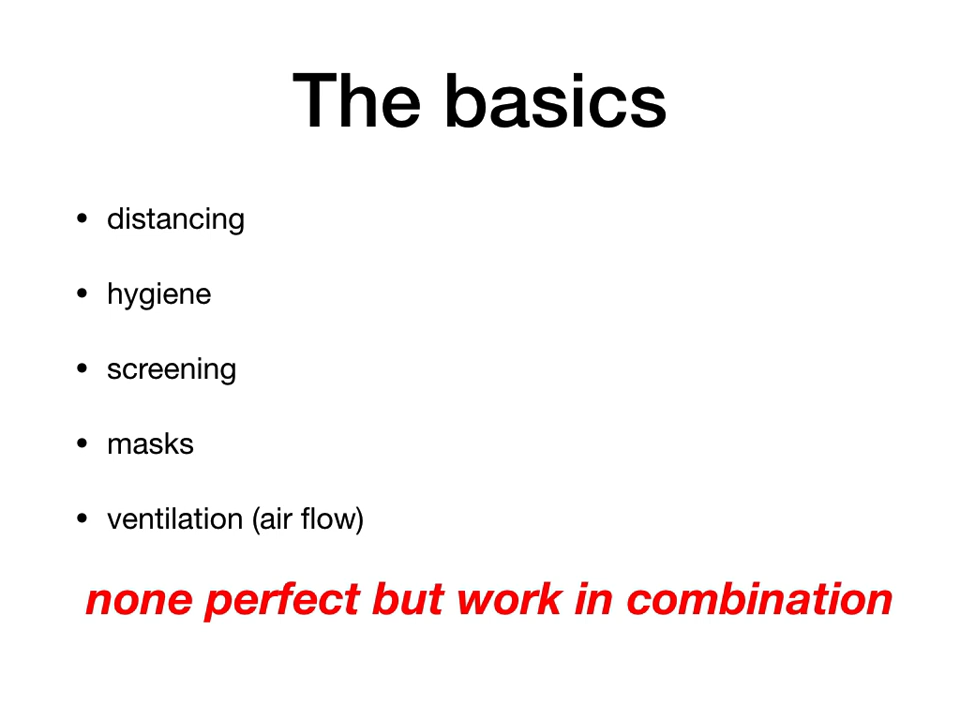 The basics
• distancing
• hygiene
• screening
• masks
• ventilation (air flow)
none perfect but work in combination